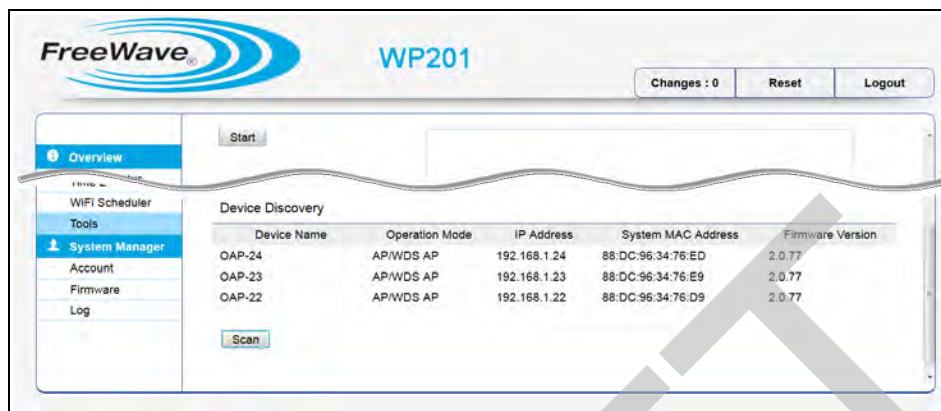 FreeWave®
WP201
Changes : 0 Reset Logout
Start
Overview
WiFi Scheduler
Tools
System Manager
Account
Firmware
Log
Device Discovery
Device Name Operation Mode IP Address System MAC Address Firmware Version
OAP-24 AP/WDS AP 192.168.1.24 88:DC:96:34:76:ED 2.0.77
OAP-23 AP/WDS AP 192.168.1.23 88:DC:96:34:76:E9 2.0.77
OAP-22 AP/WDS AP 192.168.1.22 88:DC:96:34:76:D9 2.0.77
Scan